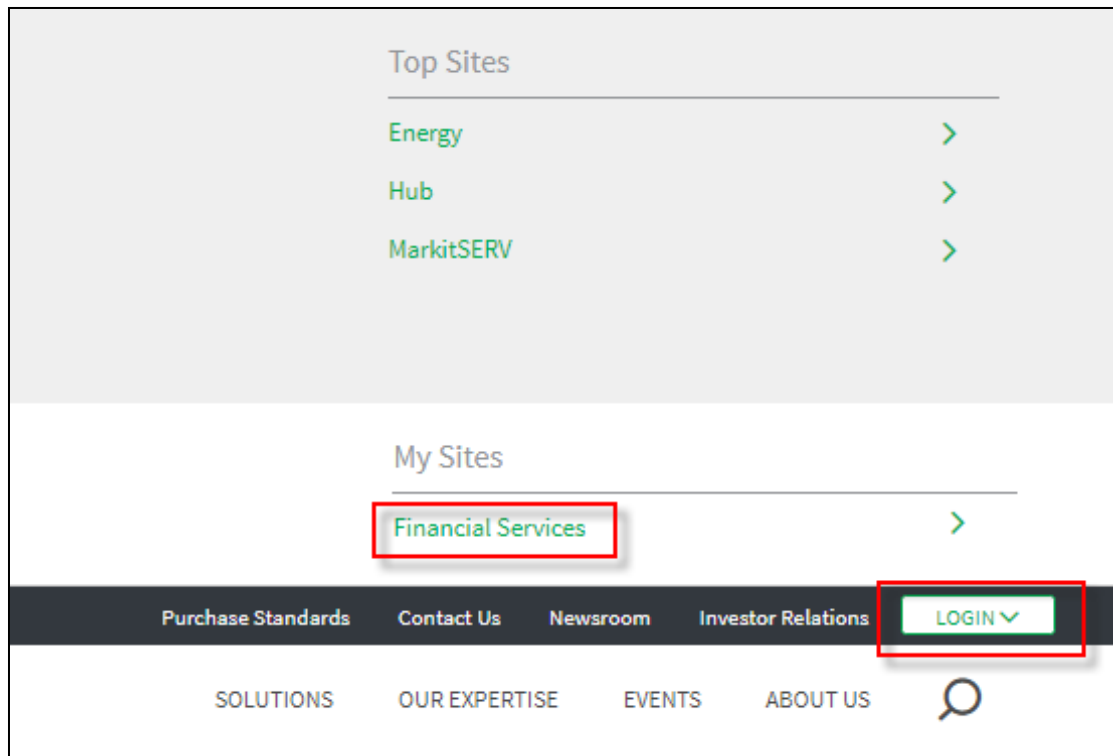 Top Sites
Energy
Hub
MarkitSERV
My Sites
Financial Services
Purchase Standards Contact Us Newsroom Investor Relations LOGIN
SOLUTIONS OUR EXPERTISE EVENTS ABOUT US